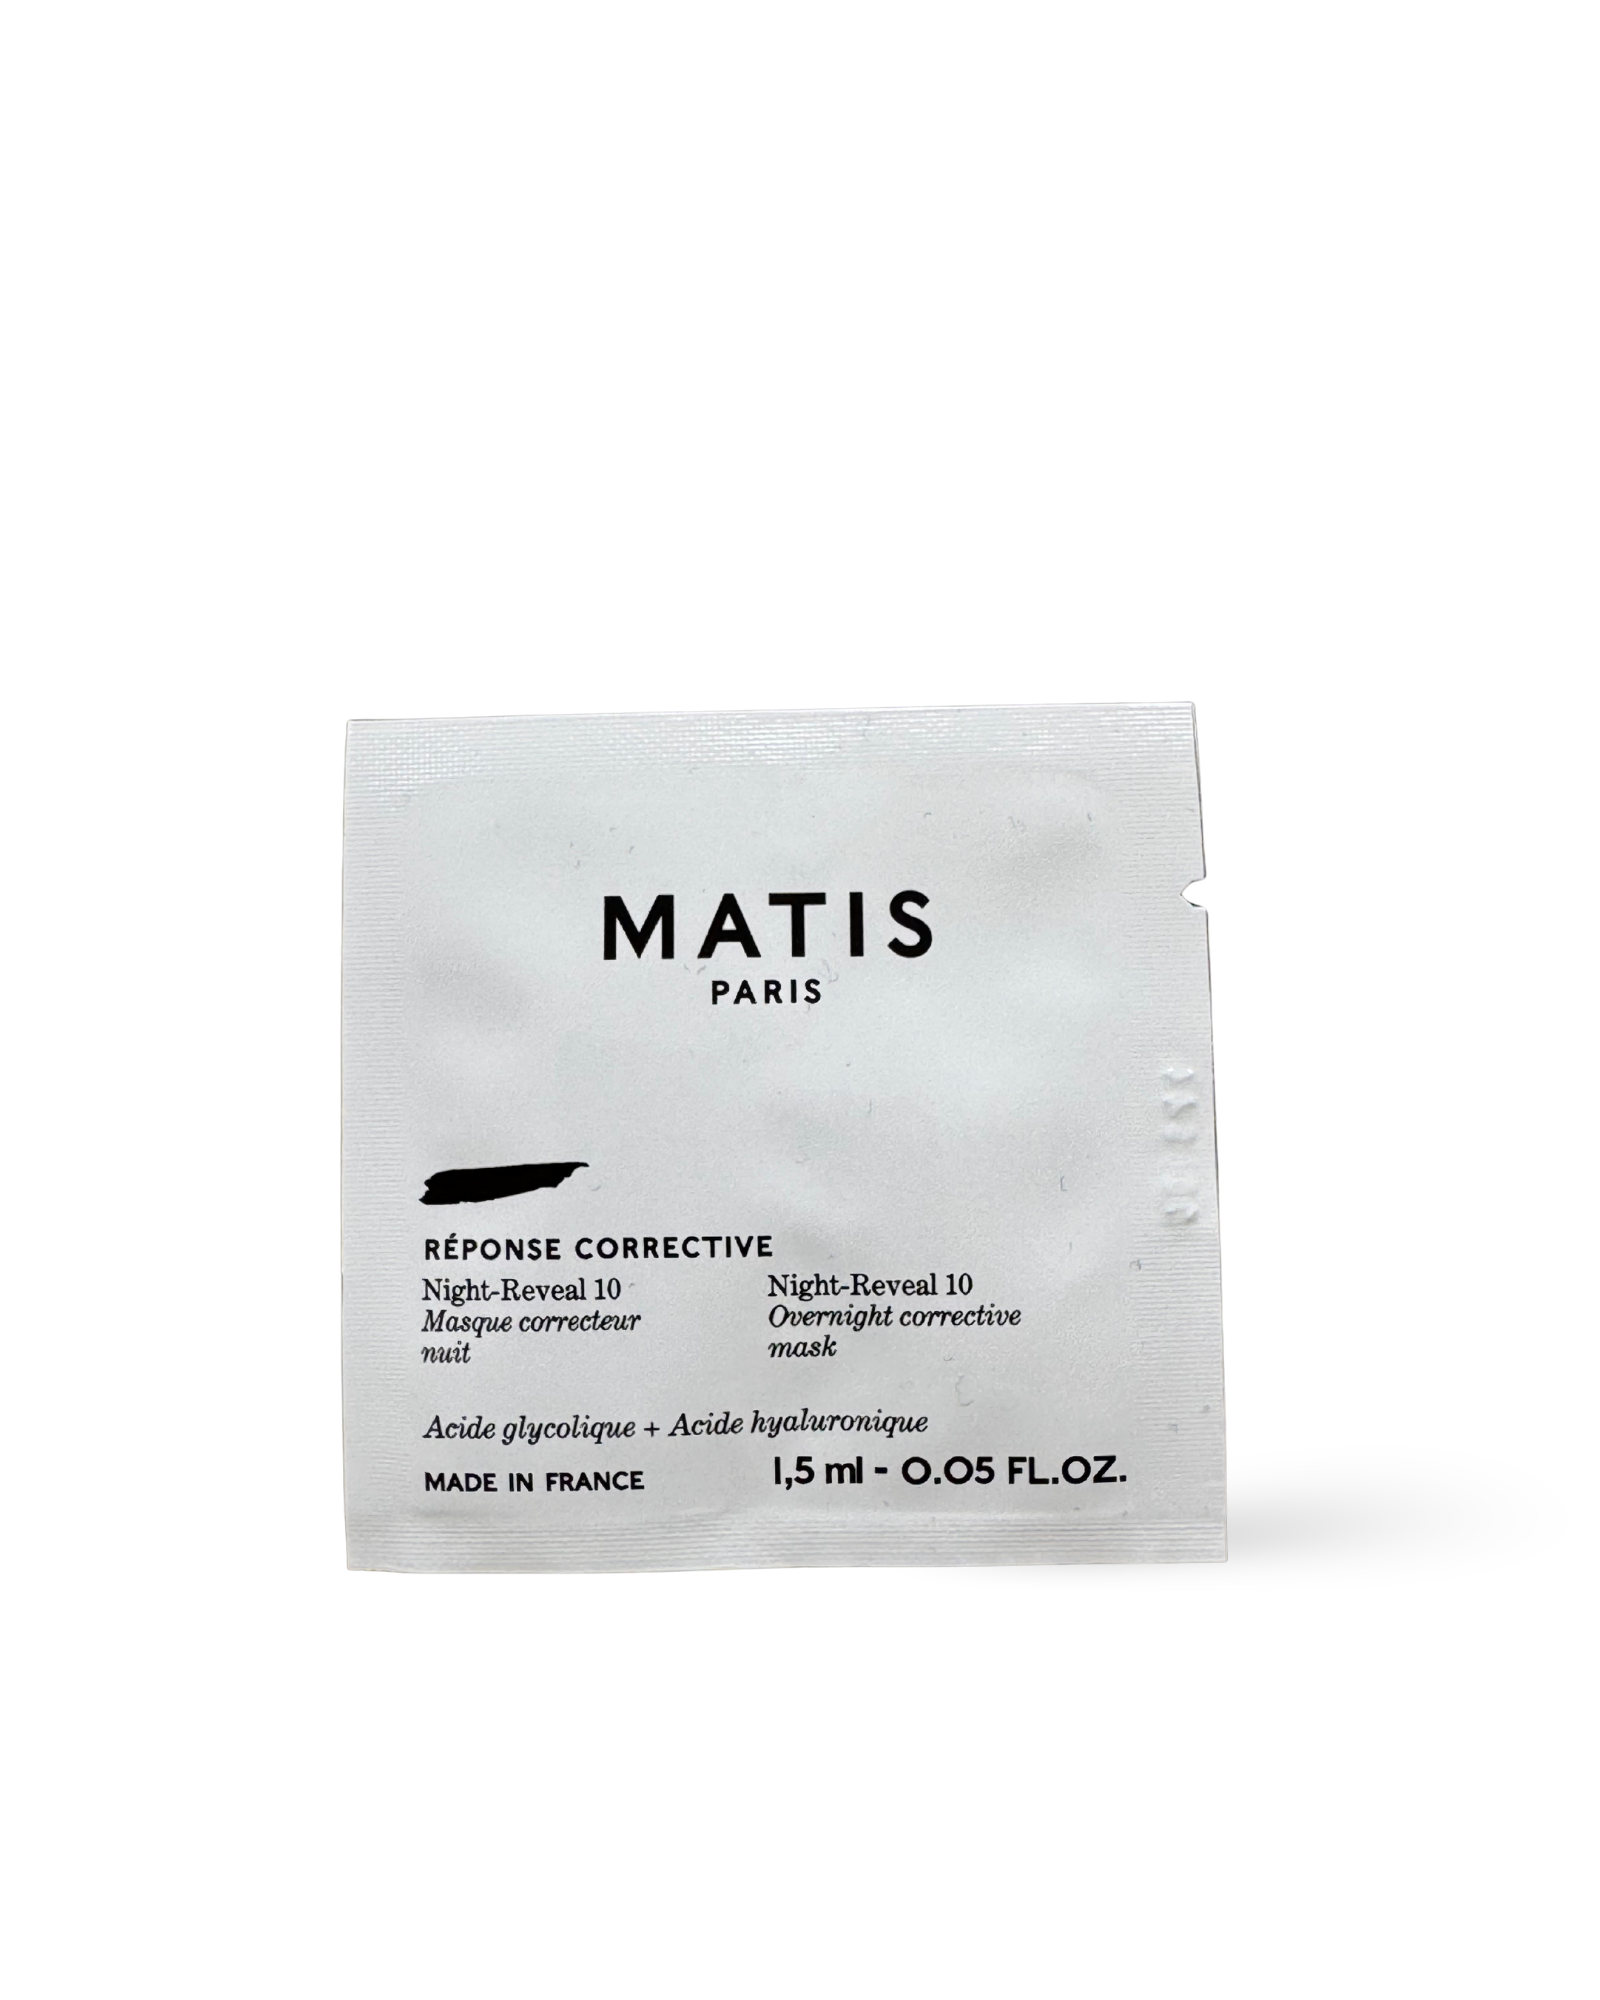 MATIS
PARIS
RÉPONSE CORRECTIVE
Night-Reveal 10
Masque correcteur
nuit
Night-Reveal 10
Overnight corrective
mask
Acide glycolique + Acide hyaluronique
MADE IN FRANCE
1,5 ml - 0.05 FL.OZ.